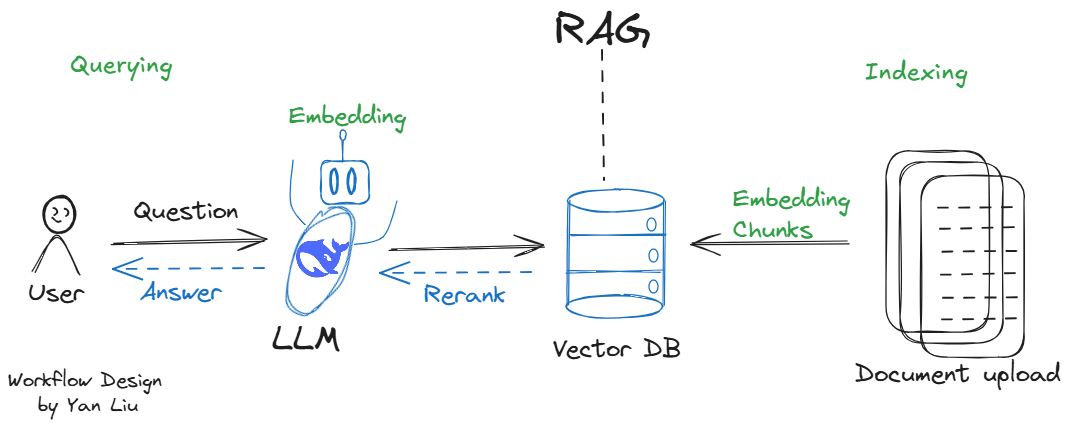 RAG
Querying
Indexing
Embedding
Question
Answer
User
LLM
Rerank
Vector DB
Embedding
Chunks
Document upload
Workflow Design
by Yan Liu